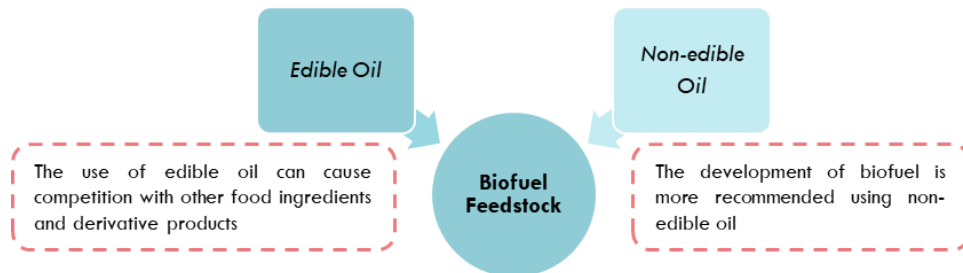 Edible Oil
Non-edible
Oil
The use of edible oil can cause
competition with other food ingredients
and derivative products
Biofuel
Feedstock
The development of biofuel is
more recommended using non-
edible oil